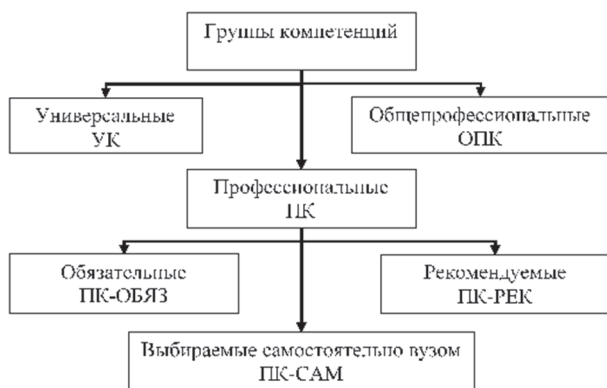 Группы компетенций
Универсальные
УК
Общепрофессиональные
ОПК
Профессиональные
ПК
Обязательные
ПК-ОБЯЗ
Рекомендуемые
ПК-РЕК
Выбираемые самостоятельно вузом
ПК-САМ